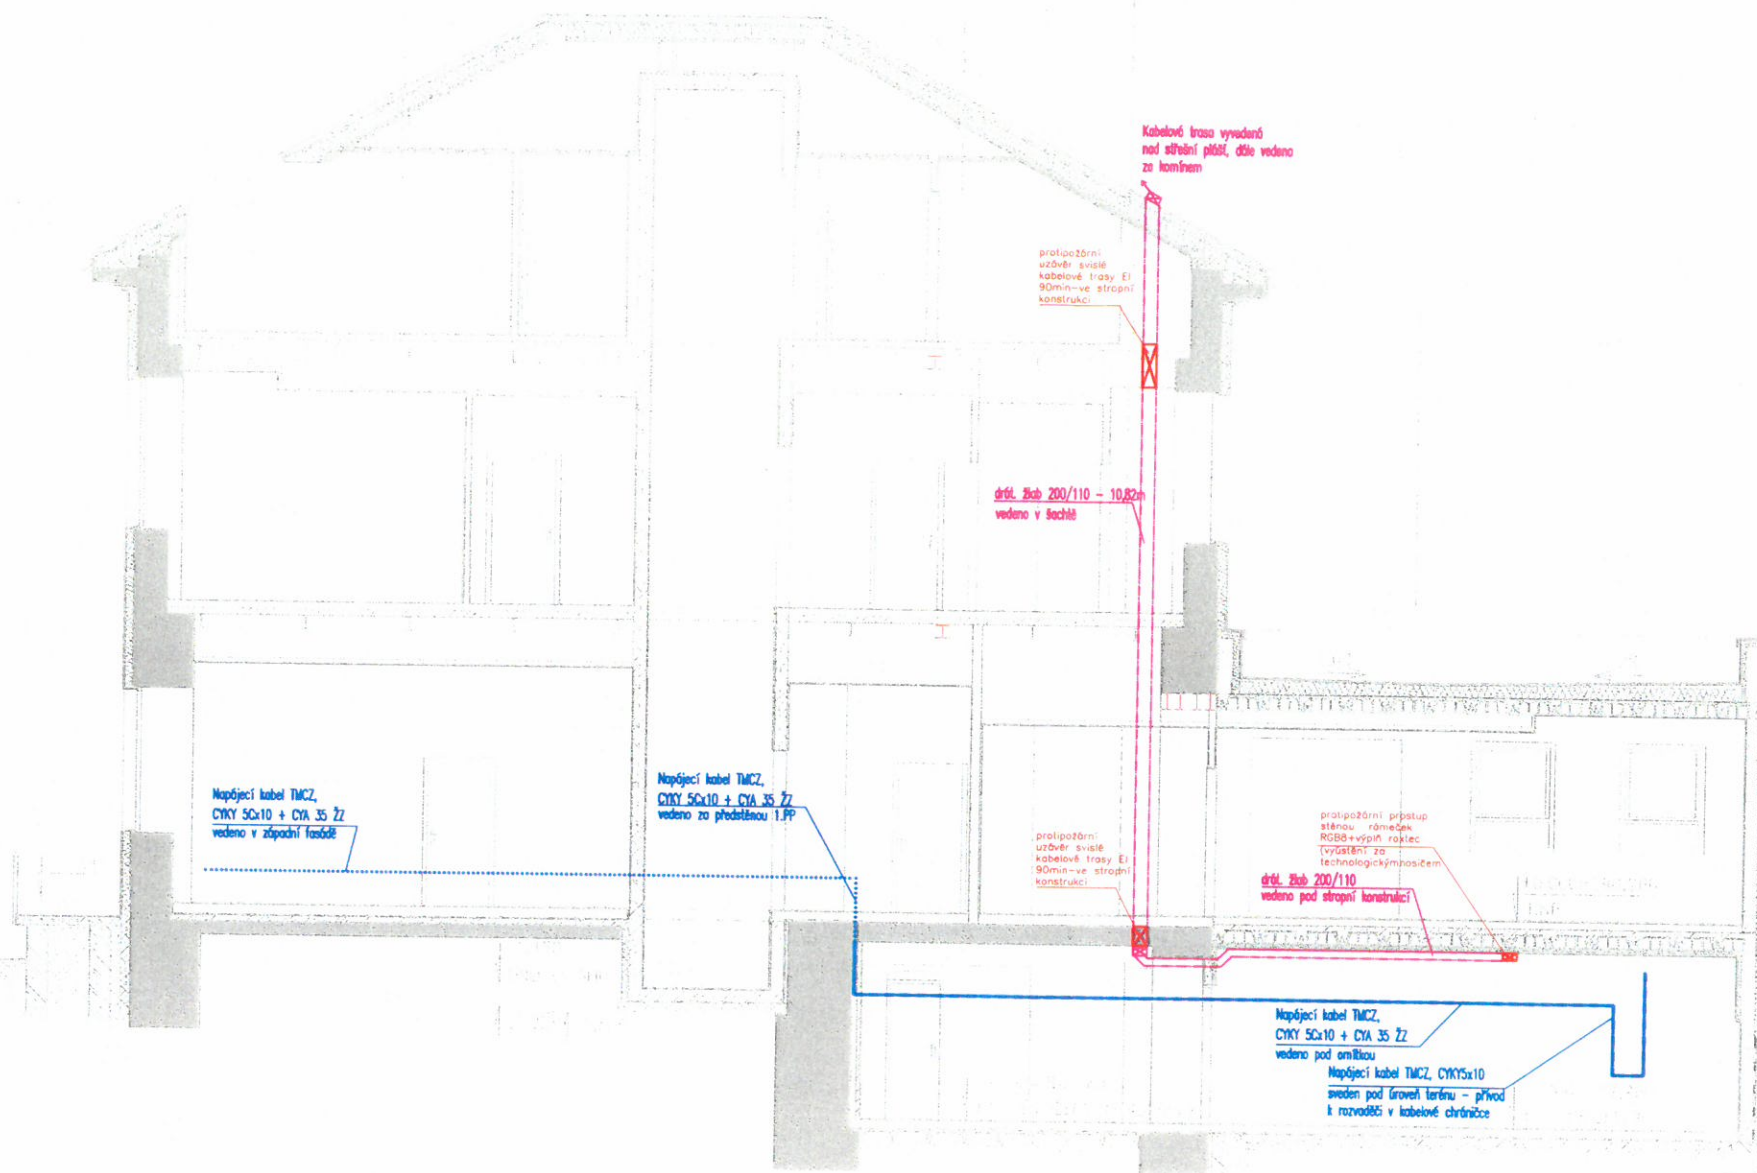 Kabelová trasa vyvedená
nad střešní plášť, dále vedena
za komínem
protipožární
uzávěr svislé
kabelové trasy EI
90min-ve stropní
konstrukci
drát. žlab 200/110 - 10,82m
vedeno v šachtě
Napájecí kabel TMCZ,
CYKY 5Cx10 + CYA 35 ŽZ
vedeno v západní fasádě
Napájecí kabel TMCZ,
CYKY 5Cx10 + CYA 35 ŽZ
vedeno za předstěnou 1.PP
protipožární
uzávěr svislé
kabelové trasy EI
90min-ve stropní
konstrukci
protipožární prostup
stěnou rámeček
RGB8+výplň roxtec
(vyústění za
technologickýmnosičem
drát. žlab 200/110
vedeno pod stropní konstrukcí
Napájecí kabel TMCZ,
CYKY 5Cx10 + CYA 35 ŽZ
vedeno pod omítkou
Napájecí kabel TMCZ, CYKY5x10
sveden pod úroveň terénu - přívod
k rozvaděči v kabelové chráničce